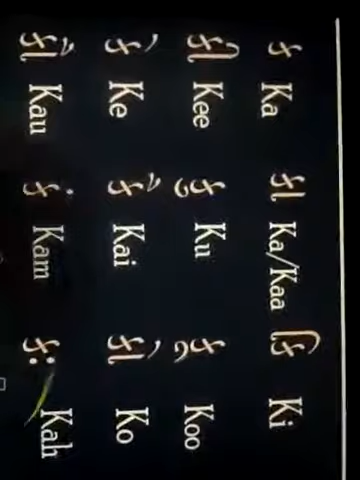 ક Ka કા Ka/Kaa કિ Ki
કી Kee કુ Ku કૂ Koo
કે Ke કૈ Kai કો Ko
કૌ Kau કં Kam કઃ Kah